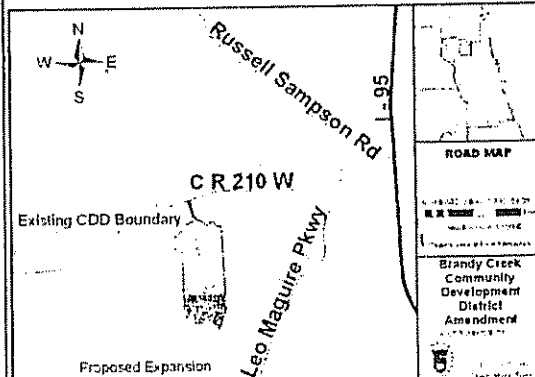 N
W E
S
Russell Sampson Rd
I-95
C R 210 W
Existing CDD Boundary
Leo Maguire Pkwy
Proposed Expansion
ROAD MAP
Brandy Creek
Community
Development
District
Amendment